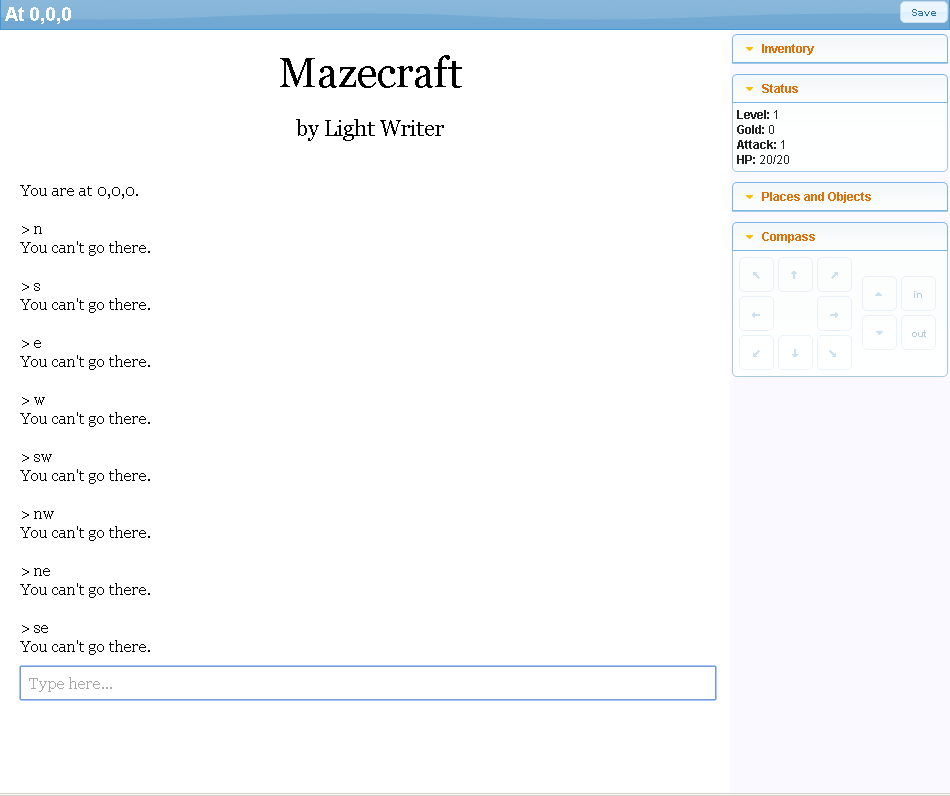 At 0,0,0
Save
Mazecraft
by Light Writer
You are at 0,0,0.
> n
You can't go there.
> s
You can't go there.
> e
You can't go there.
> w
You can't go there.
> sw
You can't go there.
> nw
You can't go there.
> ne
You can't go there.
> se
You can't go there.
Type here...
Inventory
Status
Level: 1
Gold: 0
Attack: 1
HP: 20/20
Places and Objects
Compass
in
out